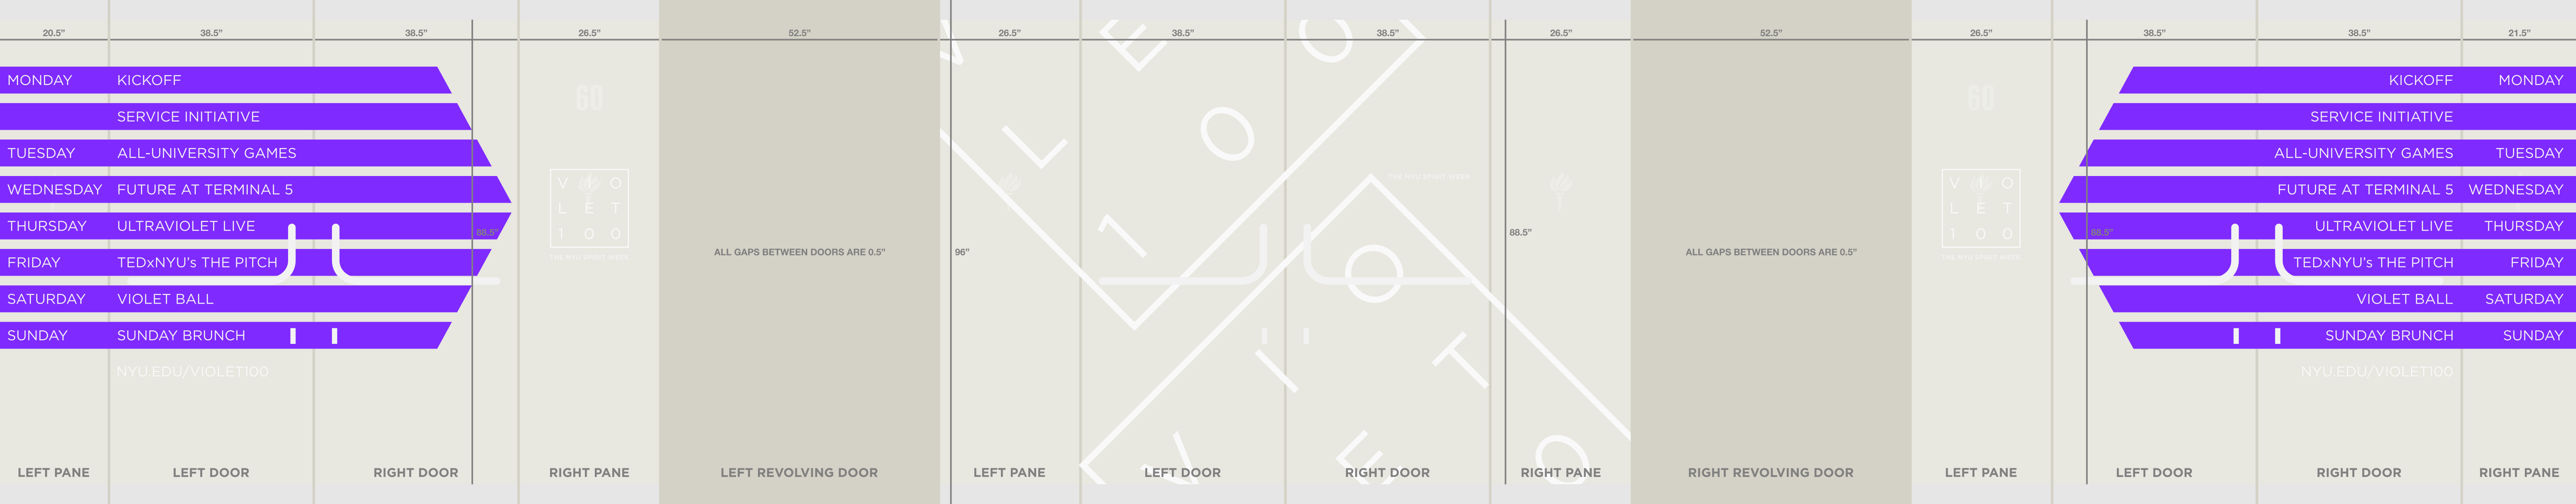 20.5" 38.5" 38.5" 26.5" 52.5" 26.5" 38.5" 38.5" 26.5" 52.5" 26.5" 38.5" 38.5" 21.5"
MONDAY KICKOFF
SERVICE INITIATIVE
TUESDAY ALL-UNIVERSITY GAMES
WEDNESDAY FUTURE AT TERMINAL 5
THURSDAY ULTRAVIOLET LIVE
FRIDAY TEDxNYU's THE PITCH
SATURDAY VIOLET BALL
SUNDAY SUNDAY BRUNCH
NYU.EDU/VIOLET100
88.5"
60
V I O
L E T
1 0 0
THE NYU SPIRIT WEEK
ALL GAPS BETWEEN DOORS ARE 0.5"
96"
V E O
L O
1 O
I T
V E O
THE NYU SPIRIT WEEK
88.5"
ALL GAPS BETWEEN DOORS ARE 0.5"
60
V I O
L E T
1 0 0
THE NYU SPIRIT WEEK
88.5"
KICKOFF MONDAY
SERVICE INITIATIVE
ALL-UNIVERSITY GAMES TUESDAY
FUTURE AT TERMINAL 5 WEDNESDAY
ULTRAVIOLET LIVE THURSDAY
TEDxNYU's THE PITCH FRIDAY
VIOLET BALL SATURDAY
SUNDAY BRUNCH SUNDAY
NYU.EDU/VIOLET100
LEFT PANE LEFT DOOR RIGHT DOOR RIGHT PANE LEFT REVOLVING DOOR LEFT PANE LEFT DOOR RIGHT DOOR RIGHT PANE RIGHT REVOLVING DOOR LEFT PANE LEFT DOOR RIGHT DOOR RIGHT PANE